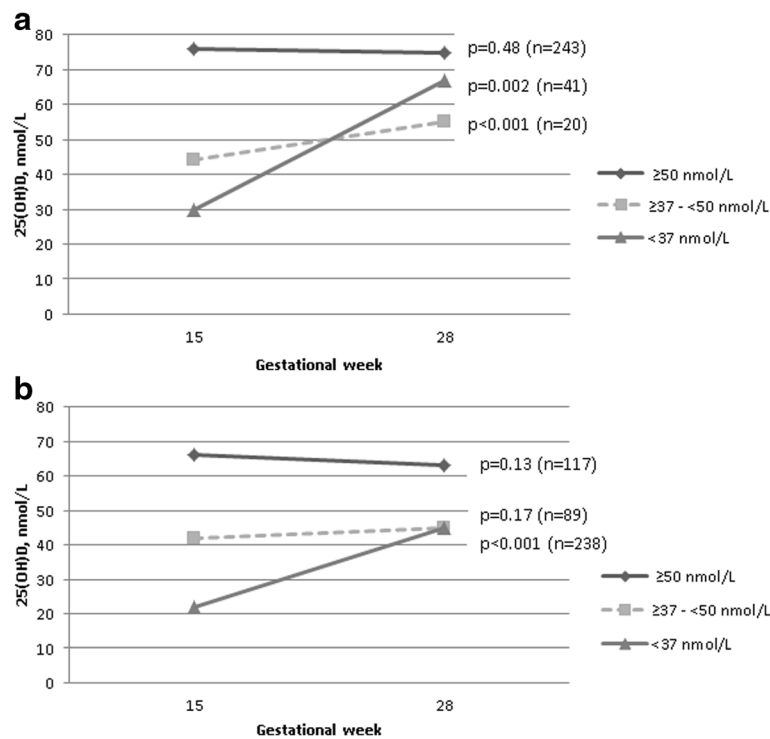 a
80
70
60
50
40
30
20
10
0
25(OH)D, nmol/L
15 28
Gestational week
p=0.48 (n=243)
p=0.002 (n=41)
p<0.001 (n=20)
≥50 nmol/L
≥37 - <50 nmol/L
<37 nmol/L
b
80
70
60
50
40
30
20
10
0
25(OH)D, nmol/L
15 28
Gestational week
p=0.13 (n=117)
p=0.17 (n=89)
p<0.001 (n=238)
≥50 nmol/L
≥37 - <50 nmol/L
<37 nmol/L